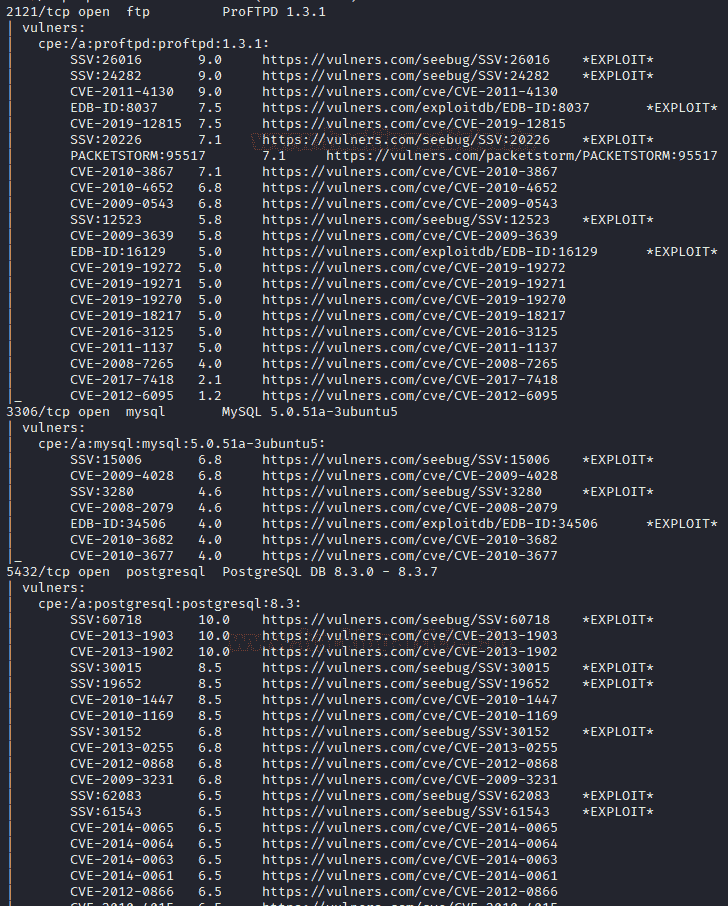 2121/tcp open  ftp         ProFTPD 1.3.1
| vulners:
|   cpe:/a:proftpd:proftpd:1.3.1:
|       SSV:26016       9.0     https://vulners.com/seebug/SSV:26016    *EXPLOIT*
|       SSV:24282       9.0     https://vulners.com/seebug/SSV:24282    *EXPLOIT*
|       CVE-2011-4130   9.0     https://vulners.com/cve/CVE-2011-4130
|       EDB-ID:8037     7.5     https://vulners.com/exploitdb/EDB-ID:8037       *EXPLOIT*
|       CVE-2019-12815  7.5     https://vulners.com/cve/CVE-2019-12815
|       SSV:20226       7.1     https://vulners.com/seebug/SSV:20226    *EXPLOIT*
|       PACKETSTORM:95517       7.1     https://vulners.com/packetstorm/PACKETSTORM:95517
|       CVE-2010-3867   7.1     https://vulners.com/cve/CVE-2010-3867
|       CVE-2010-4652   6.8     https://vulners.com/cve/CVE-2010-4652
|       CVE-2009-0543   6.8     https://vulners.com/cve/CVE-2009-0543
|       SSV:12523       5.8     https://vulners.com/seebug/SSV:12523    *EXPLOIT*
|       CVE-2009-3639   5.8     https://vulners.com/cve/CVE-2009-3639
|       EDB-ID:16129    5.0     https://vulners.com/exploitdb/EDB-ID:16129      *EXPLOIT*
|       CVE-2019-19272  5.0     https://vulners.com/cve/CVE-2019-19272
|       CVE-2019-19271  5.0     https://vulners.com/cve/CVE-2019-19271
|       CVE-2019-19270  5.0     https://vulners.com/cve/CVE-2019-19270
|       CVE-2019-18217  5.0     https://vulners.com/cve/CVE-2019-18217
|       CVE-2016-3125   5.0     https://vulners.com/cve/CVE-2016-3125
|       CVE-2011-1137   5.0     https://vulners.com/cve/CVE-2011-1137
|       CVE-2008-7265   4.0     https://vulners.com/cve/CVE-2008-7265
|       CVE-2017-7418   2.1     https://vulners.com/cve/CVE-2017-7418
|_      CVE-2012-6095   1.2     https://vulners.com/cve/CVE-2012-6095
3306/tcp open  mysql       MySQL 5.0.51a-3ubuntu5
| vulners:
|   cpe:/a:mysql:mysql:5.0.51a-3ubuntu5:
|       SSV:15006       6.8     https://vulners.com/seebug/SSV:15006    *EXPLOIT*
|       CVE-2009-4028   6.8     https://vulners.com/cve/CVE-2009-4028
|       SSV:3280        4.6     https://vulners.com/seebug/SSV:3280     *EXPLOIT*
|       CVE-2008-2079   4.6     https://vulners.com/cve/CVE-2008-2079
|       EDB-ID:34506    4.0     https://vulners.com/exploitdb/EDB-ID:34506      *EXPLOIT*
|       CVE-2010-3682   4.0     https://vulners.com/cve/CVE-2010-3682
|_      CVE-2010-3677   4.0     https://vulners.com/cve/CVE-2010-3677
5432/tcp open  postgresql  PostgreSQL DB 8.3.0 - 8.3.7
| vulners:
|   cpe:/a:postgresql:postgresql:8.3:
|       SSV:60718       10.0    https://vulners.com/seebug/SSV:60718    *EXPLOIT*
|       CVE-2013-1903   10.0    https://vulners.com/cve/CVE-2013-1903
|       CVE-2013-1902   10.0    https://vulners.com/cve/CVE-2013-1902
|       SSV:30015       8.5     https://vulners.com/seebug/SSV:30015    *EXPLOIT*
|       SSV:19652       8.5     https://vulners.com/seebug/SSV:19652    *EXPLOIT*
|       CVE-2010-1447   8.5     https://vulners.com/cve/CVE-2010-1447
|       CVE-2010-1169   8.5     https://vulners.com/cve/CVE-2010-1169
|       SSV:30152       6.8     https://vulners.com/seebug/SSV:30152    *EXPLOIT*
|       CVE-2013-0255   6.8     https://vulners.com/cve/CVE-2013-0255
|       CVE-2012-0868   6.8     https://vulners.com/cve/CVE-2012-0868
|       CVE-2009-3231   6.8     https://vulners.com/cve/CVE-2009-3231
|       SSV:62083       6.5     https://vulners.com/seebug/SSV:62083    *EXPLOIT*
|       SSV:61543       6.5     https://vulners.com/seebug/SSV:61543    *EXPLOIT*
|       CVE-2014-0065   6.5     https://vulners.com/cve/CVE-2014-0065
|       CVE-2014-0064   6.5     https://vulners.com/cve/CVE-2014-0064
|       CVE-2014-0063   6.5     https://vulners.com/cve/CVE-2014-0063
|       CVE-2014-0061   6.5     https://vulners.com/cve/CVE-2014-0061
|       CVE-2012-0866   6.5     https://vulners.com/cve/CVE-2012-0866